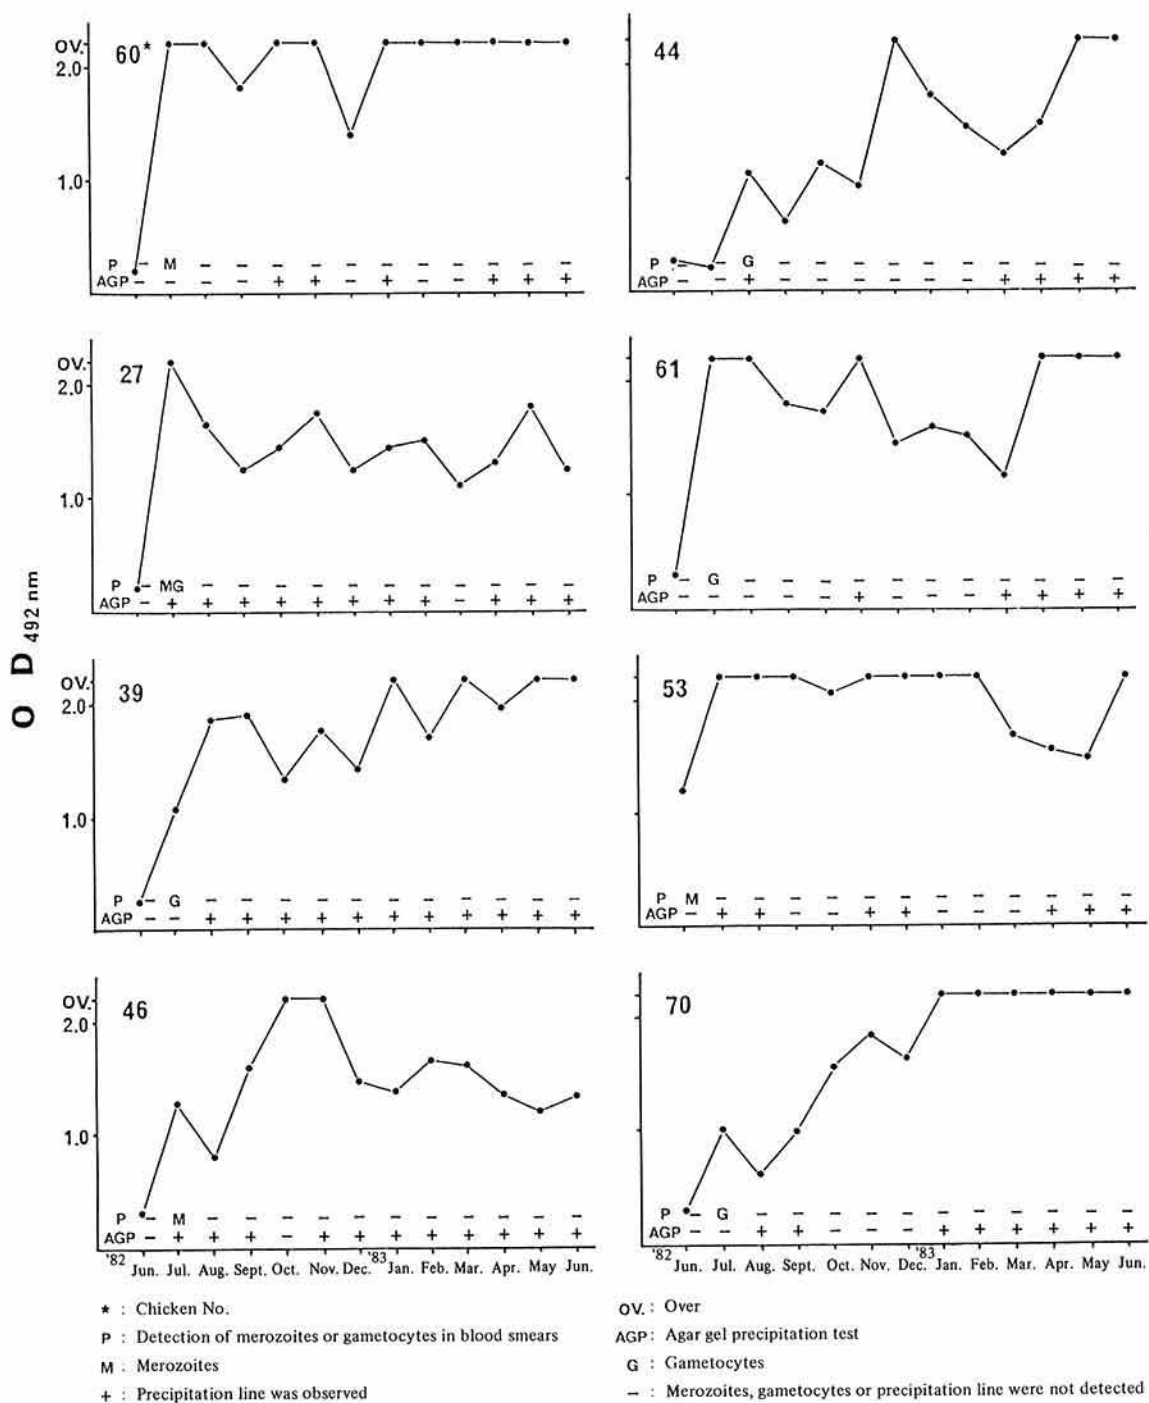 60*
OV.
2.0
1.0
P – M – – – – – – – – – – –
AGP – – – – + + – + – – + + +
44
P – – G – – – – – – – – – –
AGP – – + – – – – – – + + + +
27
OV.
2.0
1.0
P – MG – – – – – – – – – – –
AGP – + + + + + + + + – + + +
61
P – G – – – – – – – – – – –
AGP – – – – – + – – – + + + +
O D 492 nm
39
OV.
2.0
1.0
P – G – – – – – – – – – – –
AGP – – + + + + + + + + + + +
53
P M – – – – – – – – – – – –
AGP – + + – – + + – – – + + +
46
OV.
2.0
1.0
P – M – – – – – – – – – – –
AGP – + + + – + + + + + + + +
'82 Jun. Jul. Aug. Sept. Oct. Nov. Dec. '83 Jan. Feb. Mar. Apr. May Jun.
70
P – G – – – – – – – – – – –
AGP – – + + – – – + + + + + +
'82 Jun. Jul. Aug. Sept. Oct. Nov. Dec. '83 Jan. Feb. Mar. Apr. May Jun.
* : Chicken No.
P : Detection of merozoites or gametocytes in blood smears
M : Merozoites
+ : Precipitation line was observed
OV. : Over
AGP : Agar gel precipitation test
G : Gametocytes
– : Merozoites, gametocytes or precipitation line were not detected